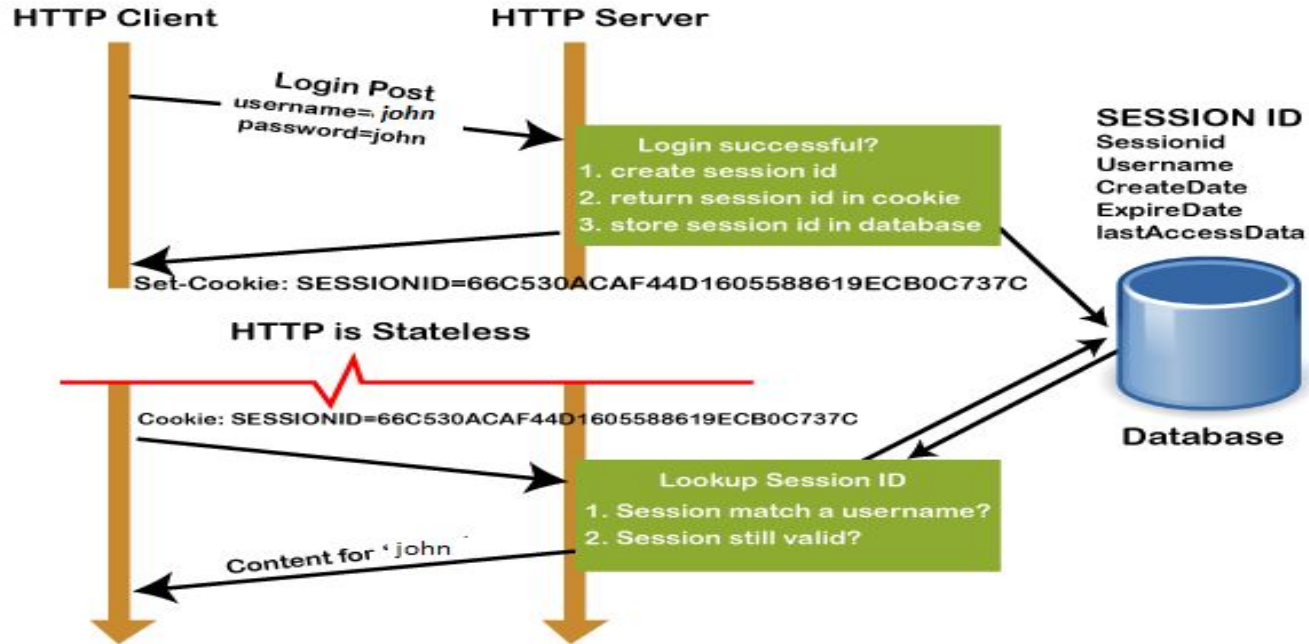 HTTP Client
HTTP Server
Login Post
username= john
password=john
Login successful?
1. create session id
2. return session id in cookie
3. store session id in database
SESSION ID
Sessionid
Username
CreateDate
ExpireDate
lastAccessData
Set-Cookie: SESSIONID=66C530ACAF44D1605588619ECB0C737C
HTTP is Stateless
Cookie: SESSIONID=66C530ACAF44D1605588619ECB0C737C
Database
Lookup Session ID
1. Session match a username?
2. Session still valid?
Content for ‘ john ’